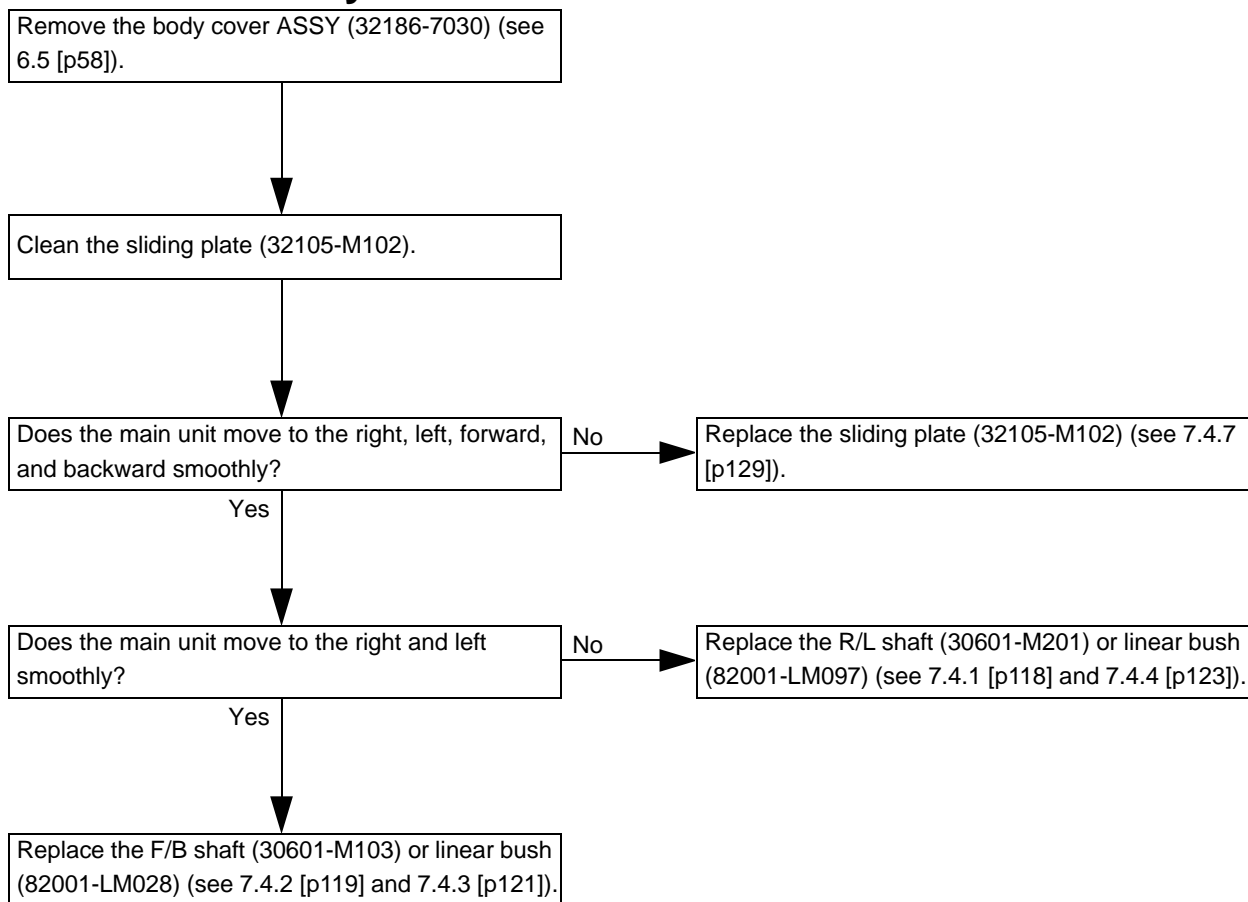 Remove the body cover ASSY (32186-7030) (see
6.5 [p58]).
Clean the sliding plate (32105-M102).
Does the main unit move to the right, left, forward,
and backward smoothly?
No
Replace the sliding plate (32105-M102) (see 7.4.7
[p129]).
Yes
Does the main unit move to the right and left
smoothly?
No
Replace the R/L shaft (30601-M201) or linear bush
(82001-LM097) (see 7.4.1 [p118] and 7.4.4 [p123]).
Yes
Replace the F/B shaft (30601-M103) or linear bush
(82001-LM028) (see 7.4.2 [p119] and 7.4.3 [p121]).